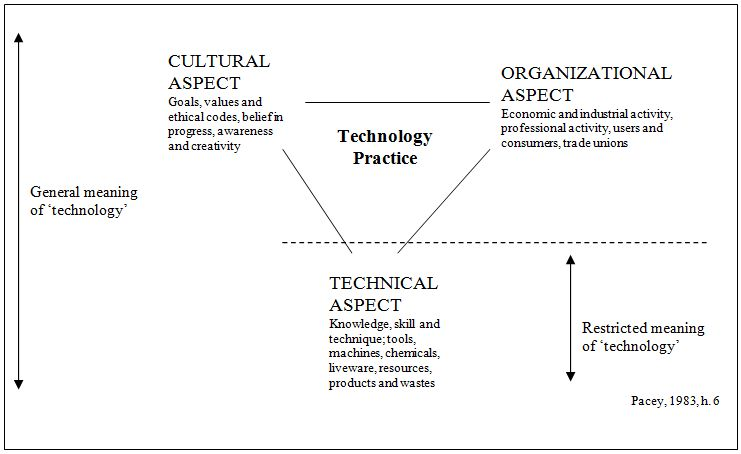 CULTURAL
ASPECT
Goals, values and
ethical codes, belief in
progress, awareness
and creativity
ORGANIZATIONAL
ASPECT
Economic and industrial activity,
professional activity, users and
consumers, trade unions
Technology
Practice
General meaning
of ‘technology’
TECHNICAL
ASPECT
Knowledge, skill and
technique; tools,
machines, chemicals,
liveware, resources,
products and wastes
Restricted meaning
of ‘technology’
Pacey, 1983, h. 6